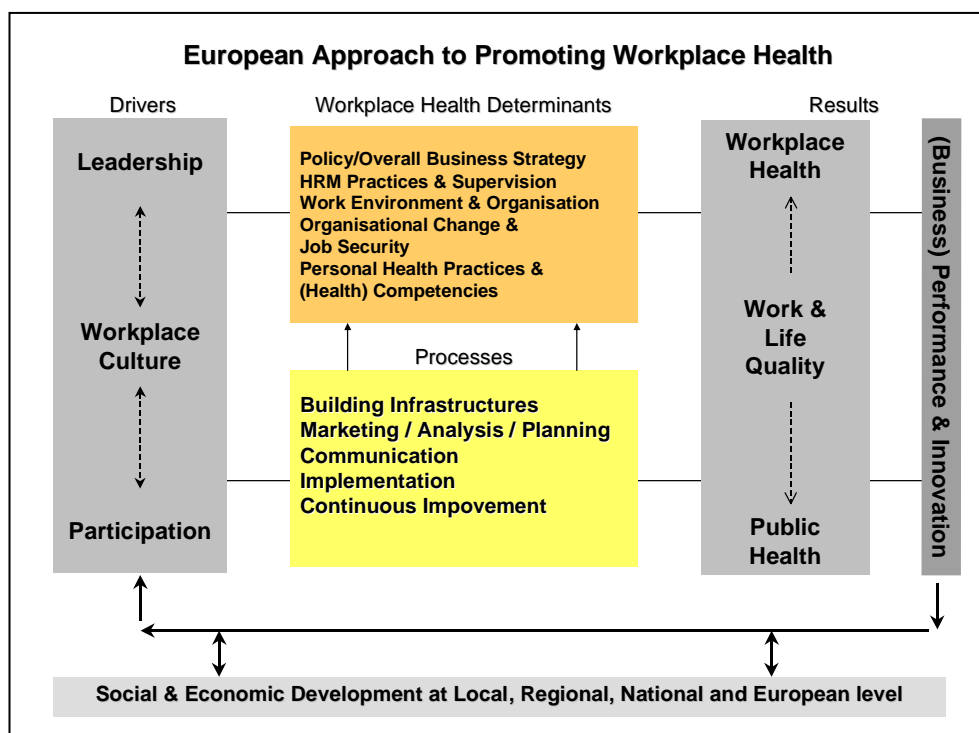 European Approach to Promoting Workplace Health
Drivers
Leadership
Workplace
Culture
Participation
Workplace Health Determinants
Policy/Overall Business Strategy
HRM Practices & Supervision
Work Environment & Organisation
Organisational Change &
Job Security
Personal Health Practices &
(Health) Competencies
Processes
Building Infrastructures
Marketing / Analysis / Planning
Communication
Implementation
Continuous Impovement
Results
Workplace
Health
Work &
Life
Quality
Public
Health
(Business) Performance & Innovation
Social & Economic Development at Local, Regional, National and European level